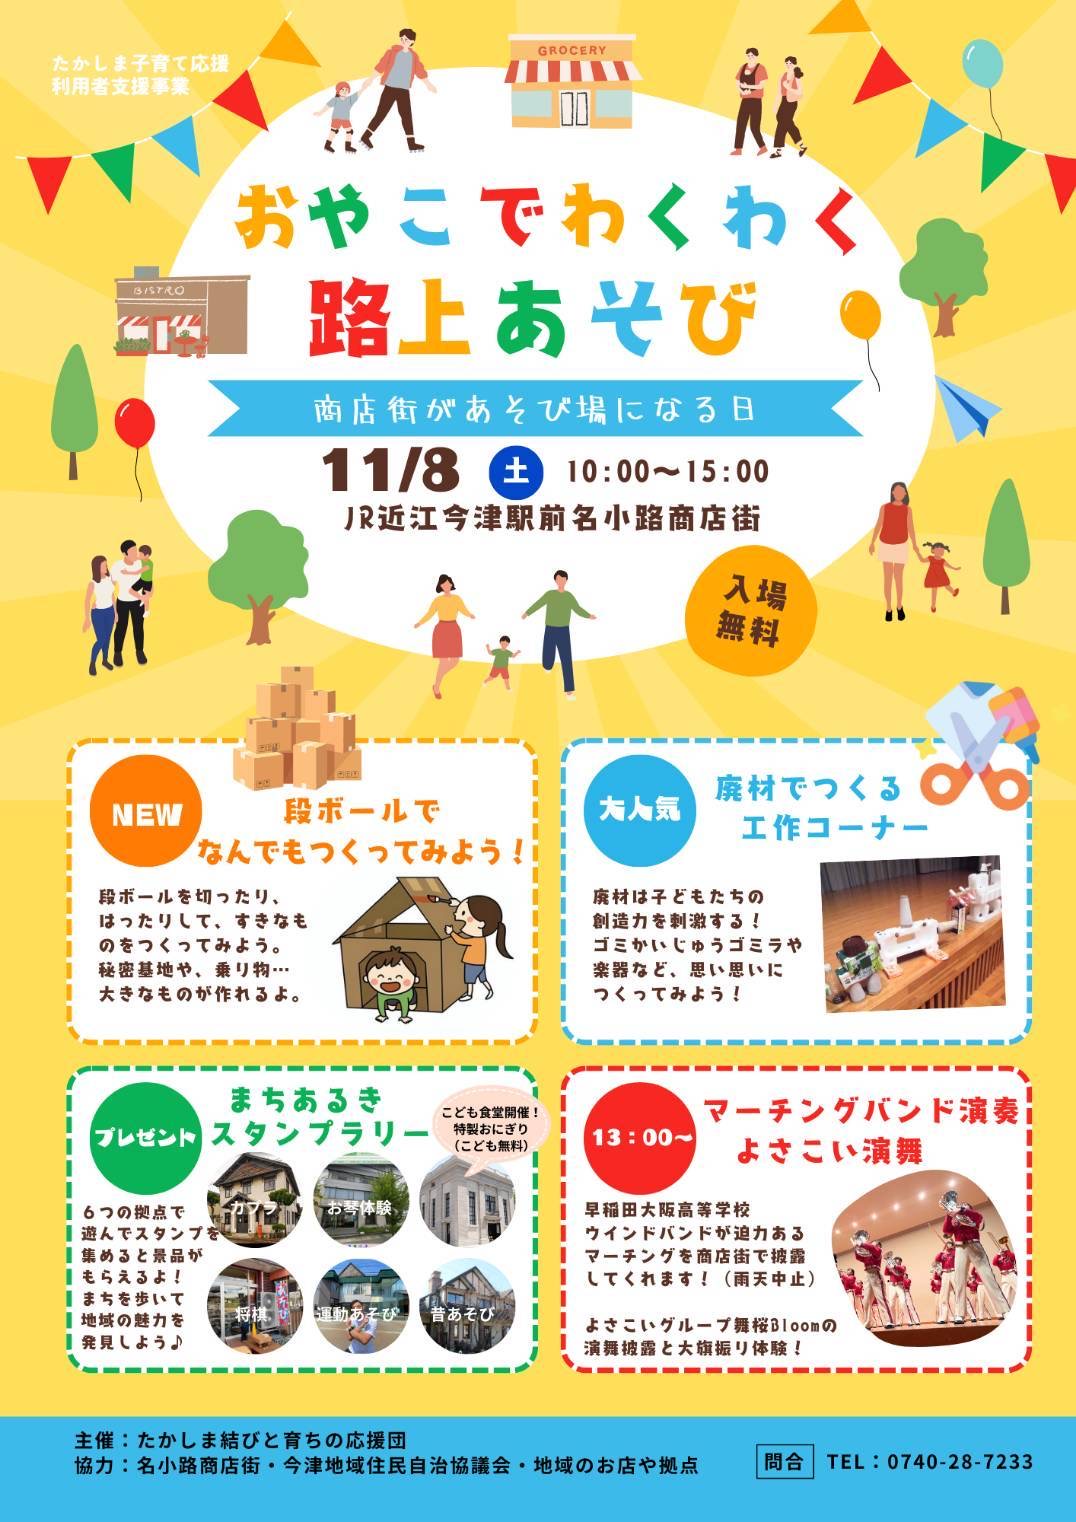 たかしま子育て応援
利用者支援事業
GROCERY
おやこでわくわく
BISTRO
路上あそび
商店街があそび場になる日
11/8 土 10:00〜15:00
JR近江今津駅前名小路商店街
入場
無料
NEW
段ボールで
なんでもつくってみよう!
段ボールを切ったり、
はったりして、すきなも
のをつくってみよう。
秘密基地や、乗り物…
大きなものが作れるよ。
大人気
廃材でつくる
工作コーナー
廃材は子どもたちの
創造力を刺激する!
ゴミかいじゅうゴミラや
楽器など、思い思いに
つくってみよう!
プレゼント
まちあるき
スタンプラリー
こども食堂開催!
特製おにぎり
(こども無料)
6つの拠点で
遊んでスタンプを
集めると景品が
もらえるよ!
まちを歩いて
地域の魅力を
発見しよう♪
カプラ
お琴体験
将棋
あそび
運動あそび
昔あそび
13:00〜
マーチングバンド演奏
よさこい演舞
早稲田大阪高等学校
ウインドバンドが迫力ある
マーチングを商店街で披露
してくれます!(雨天中止)
よさこいグループ舞桜Bloomの
演舞披露と大旗振り体験!
主催:たかしま結びと育ちの応援団
協力:名小路商店街・今津地域住民自治協議会・地域のお店や拠点
問合 TEL:0740-28-7233